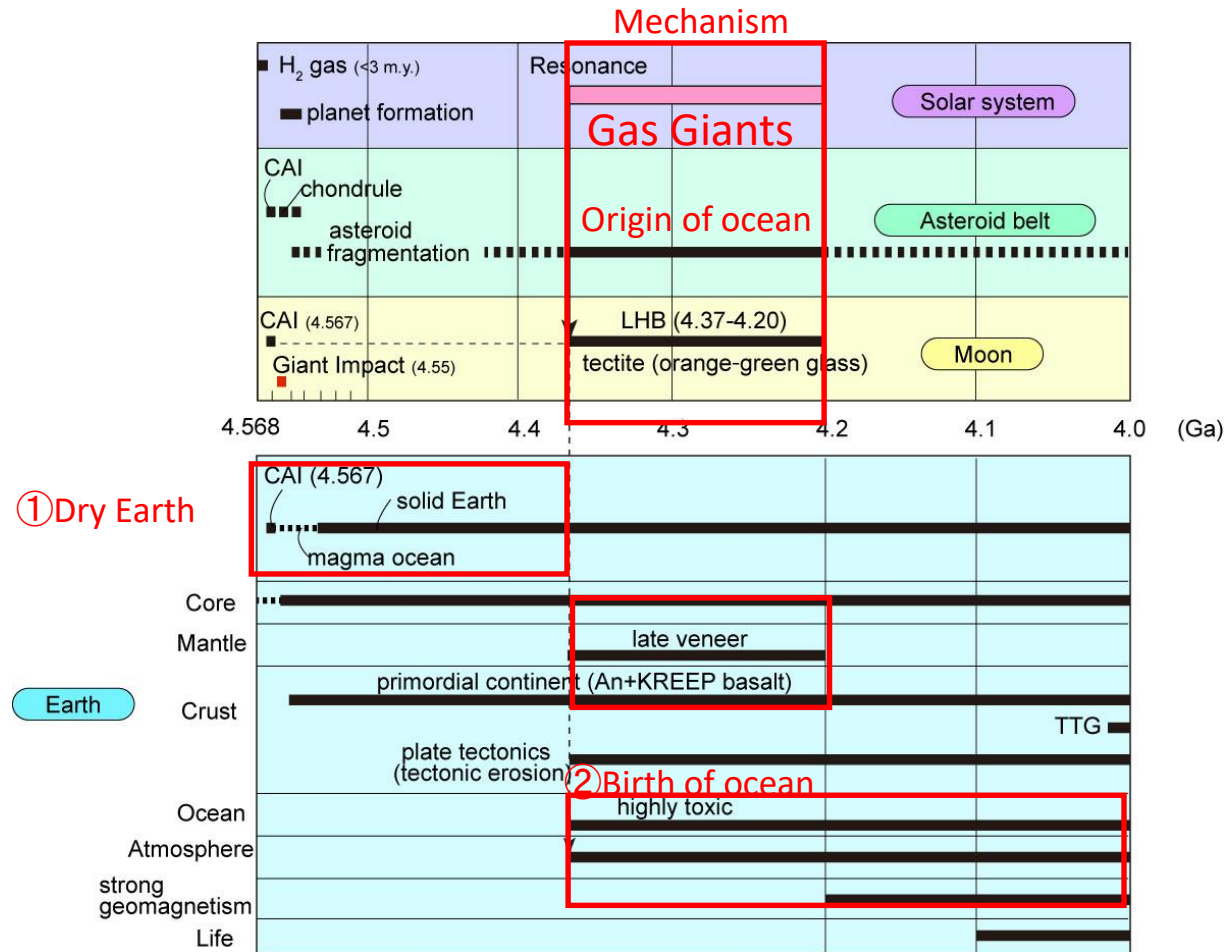 Mechanism
H2 gas (<3 m.y.)
Resonance
planet formation
Solar system
Gas Giants
CAI
chondrule
asteroid
fragmentation
Origin of ocean
Asteroid belt
CAI (4.567)
LHB (4.37-4.20)
Giant Impact (4.55)
tectite (orange-green glass)
Moon
4.568 4.5 4.4 4.3 4.2 4.1 4.0 (Ga)
①Dry Earth
CAI (4.567)
solid Earth
magma ocean
Core
Mantle
late veneer
Earth
Crust
primordial continent (An+KREEP basalt)
TTG
plate tectonics
(tectonic erosion)
②Birth of ocean
Ocean
highly toxic
Atmosphere
strong
geomagnetism
Life